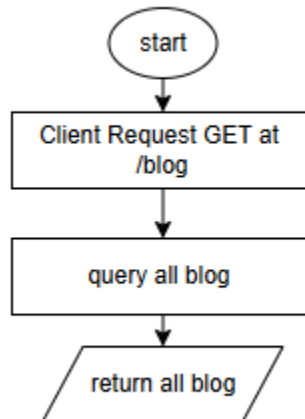 start
Client Request GET at
/blog
query all blog
return all blog